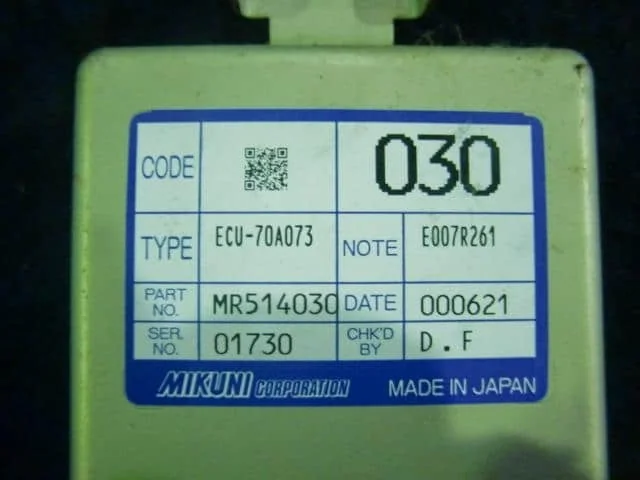 CODE 030
TYPE ECU-70A073 NOTE E007R261
PART NO. MR514030 DATE 000621
SER. NO. 01730 CHK'D BY D.F
MIKUNI CORPORATION MADE IN JAPAN